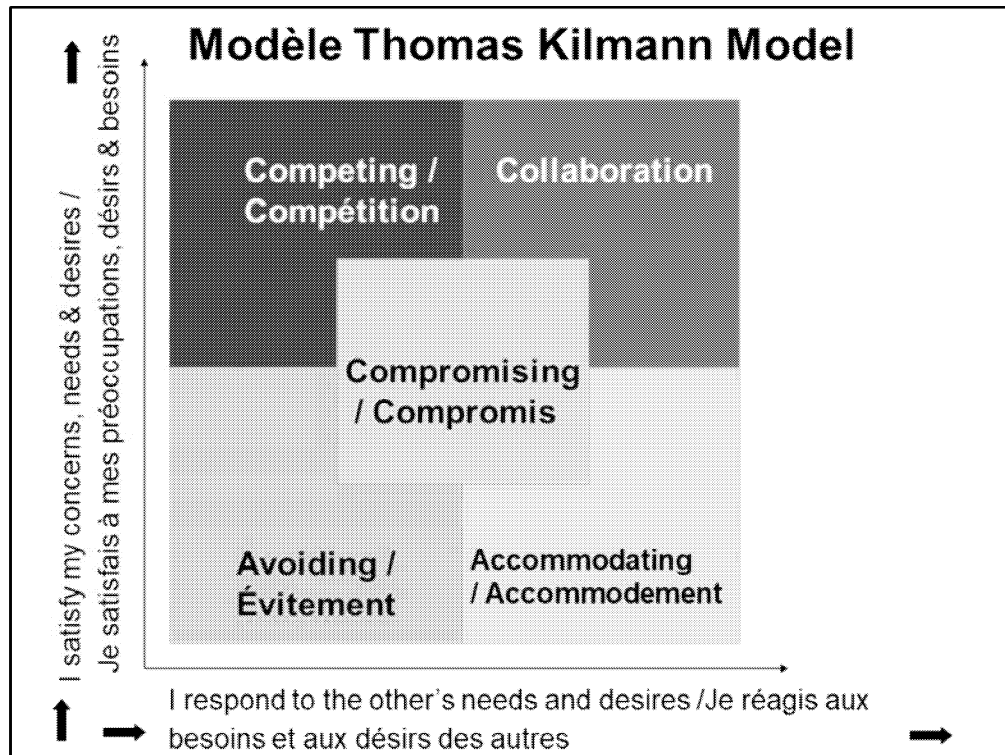 Modèle Thomas Kilmann Model
I satisfy my concerns, needs & desires /
Je satisfais à mes préoccupations, désirs & besoins
Competing /
Compétition
Collaboration
Compromising
/ Compromis
Avoiding /
Évitement
Accommodating
/ Accommodement
I respond to the other’s needs and desires /Je réagis aux
besoins et aux désirs des autres